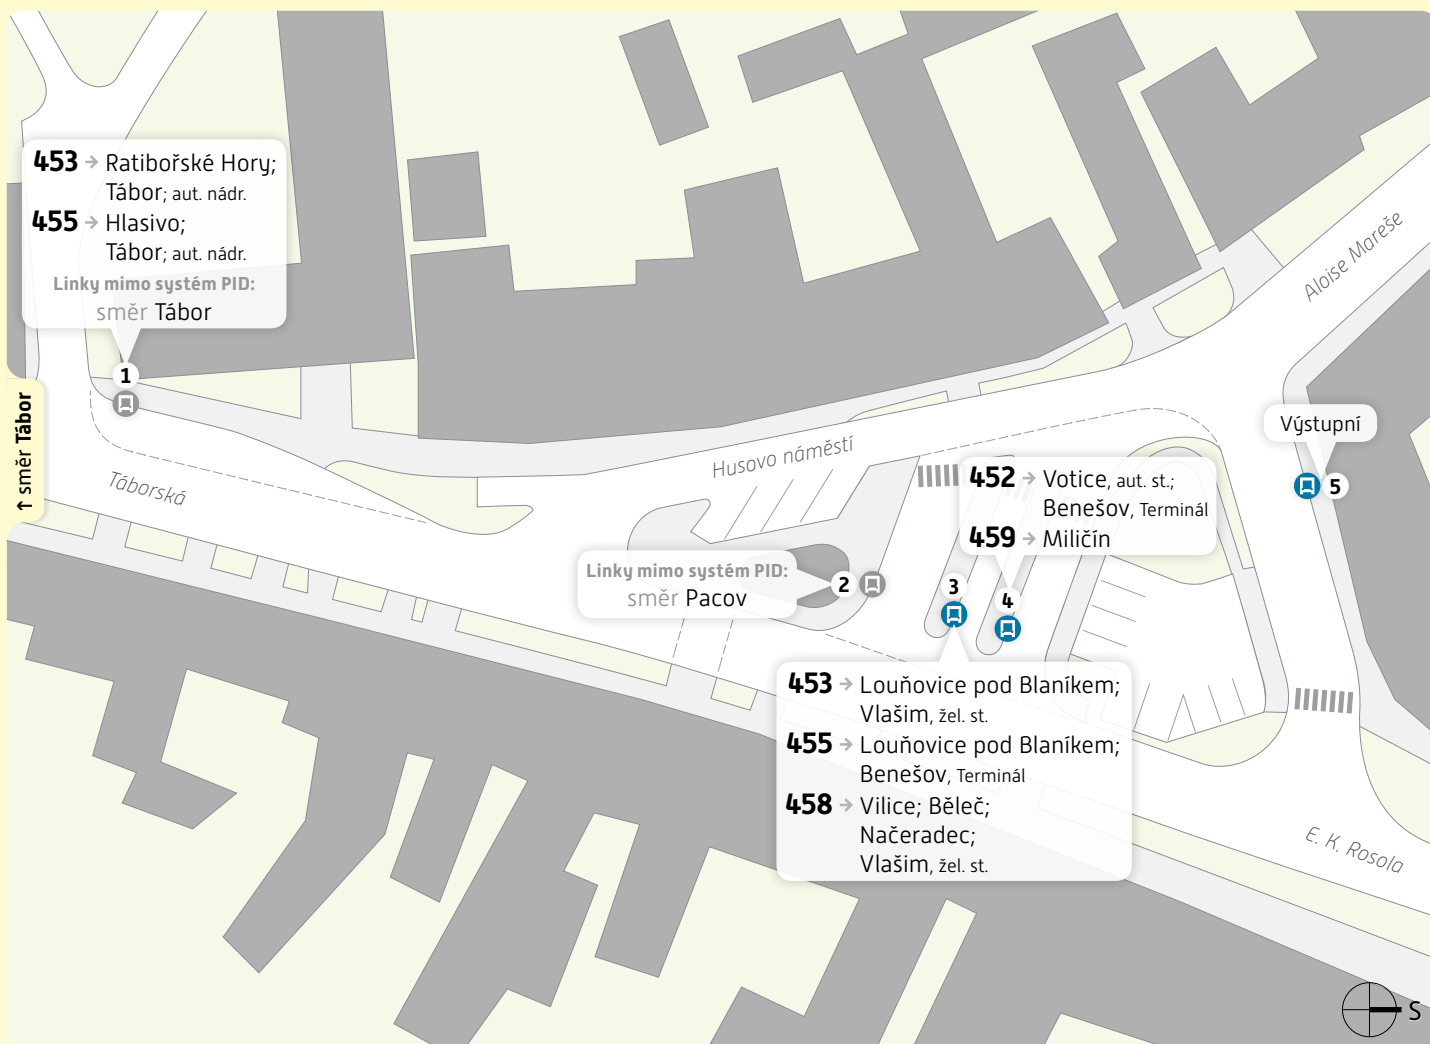 453 → Ratibořské Hory;
Tábor; aut. nádr.
455 → Hlasivo;
Tábor; aut. nádr.
Linky mimo systém PID:
směr Tábor
1
↑ směr Tábor
Táborská
Husovo náměstí
Aloise Mareše
Výstupní
5
452 → Votice, aut. st.;
Benešov, Terminál
459 → Miličín
Linky mimo systém PID:
směr Pacov
2
3
4
453 → Louňovice pod Blaníkem;
Vlašim, žel. st.
455 → Louňovice pod Blaníkem;
Benešov, Terminál
458 → Vilice; Běleč;
Načeradec;
Vlašim, žel. st.
E. K. Rosola
S